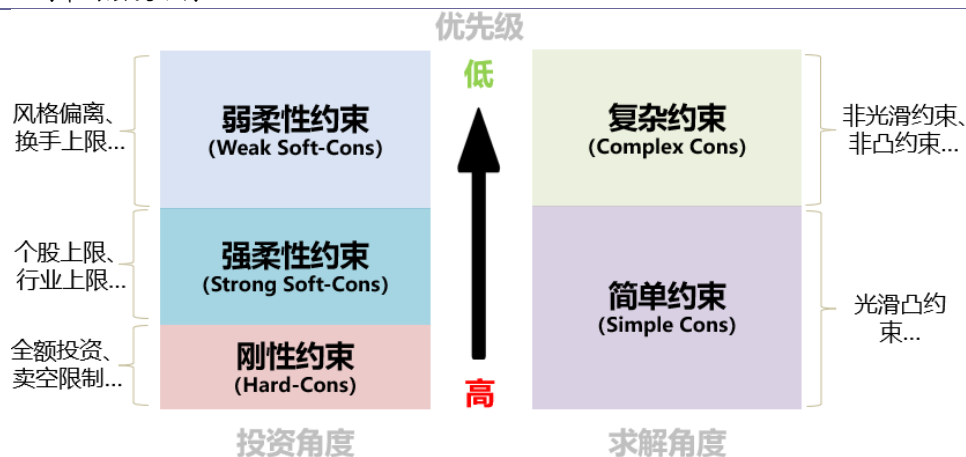 优先级
低
风格偏离、
换手上限...
弱柔性约束
(Weak Soft-Cons)
个股上限、
行业上限...
强柔性约束
(Strong Soft-Cons)
全额投资、
卖空限制...
刚性约束
(Hard-Cons)
高
复杂约束
(Complex Cons)
非光滑约束、
非凸约束...
简单约束
(Simple Cons)
光滑凸约
束...
投资角度
求解角度